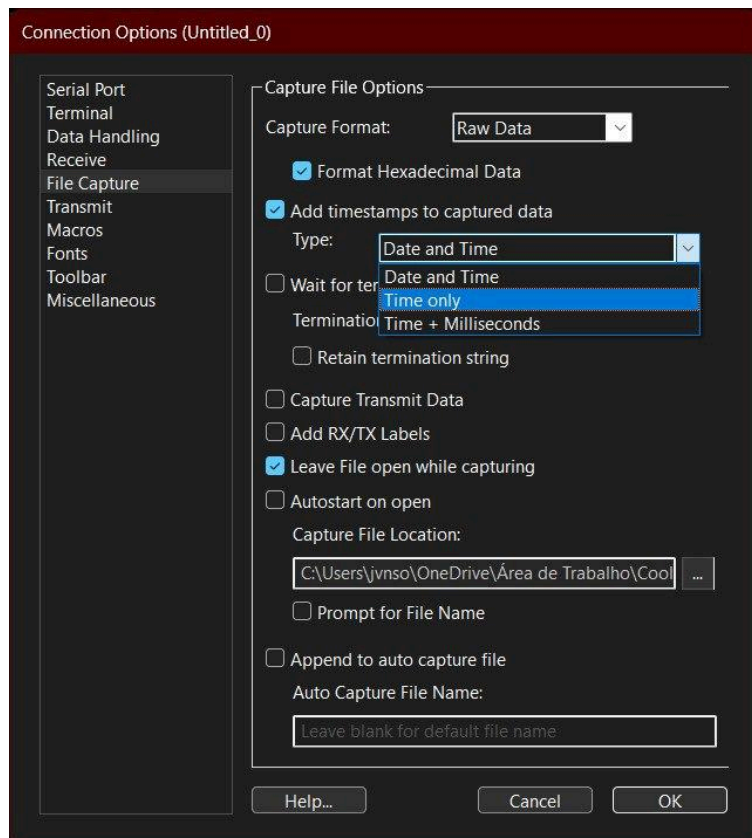 Connection Options (Untitled_0)
Serial Port
Terminal
Data Handling
Receive
File Capture
Transmit
Macros
Fonts
Toolbar
Miscellaneous
Capture File Options
Capture Format: Raw Data
Format Hexadecimal Data
Add timestamps to captured data
Type: Date and Time
Date and Time
Time only
Time + Milliseconds
Wait for ter
Termination
Retain termination string
Capture Transmit Data
Add RX/TX Labels
Leave File open while capturing
Autostart on open
Capture File Location:
C:\Users\jvnso\OneDrive\Área de Trabalho\Cool ...
Prompt for File Name
Append to auto capture file
Auto Capture File Name:
Leave blank for default file name
Help... Cancel OK